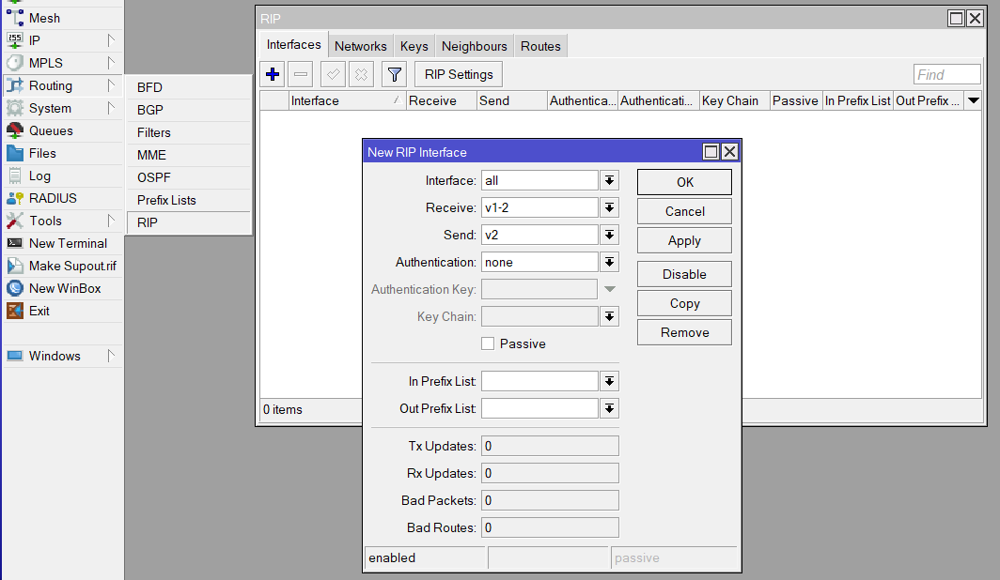 Mesh
255
IP
MPLS
Routing
System
Queues
Files
Log
RADIUS
Tools
New Terminal
Make Supout.rif
New WinBox
Exit
Windows
BFD
BGP
Filters
MME
OSPF
Prefix Lists
RIP
RIP
Interfaces Networks Keys Neighbours Routes
RIP Settings Find
Interface Receive Send Authentica... Authenticati... Key Chain Passive In Prefix List Out Prefix ...
0 items
New RIP Interface
Interface: all
Receive: v1-2
Send: v2
Authentication: none
Authentication Key:
Key Chain:
Passive
In Prefix List:
Out Prefix List:
Tx Updates: 0
Rx Updates: 0
Bad Packets: 0
Bad Routes: 0
OK
Cancel
Apply
Disable
Copy
Remove
enabled passive